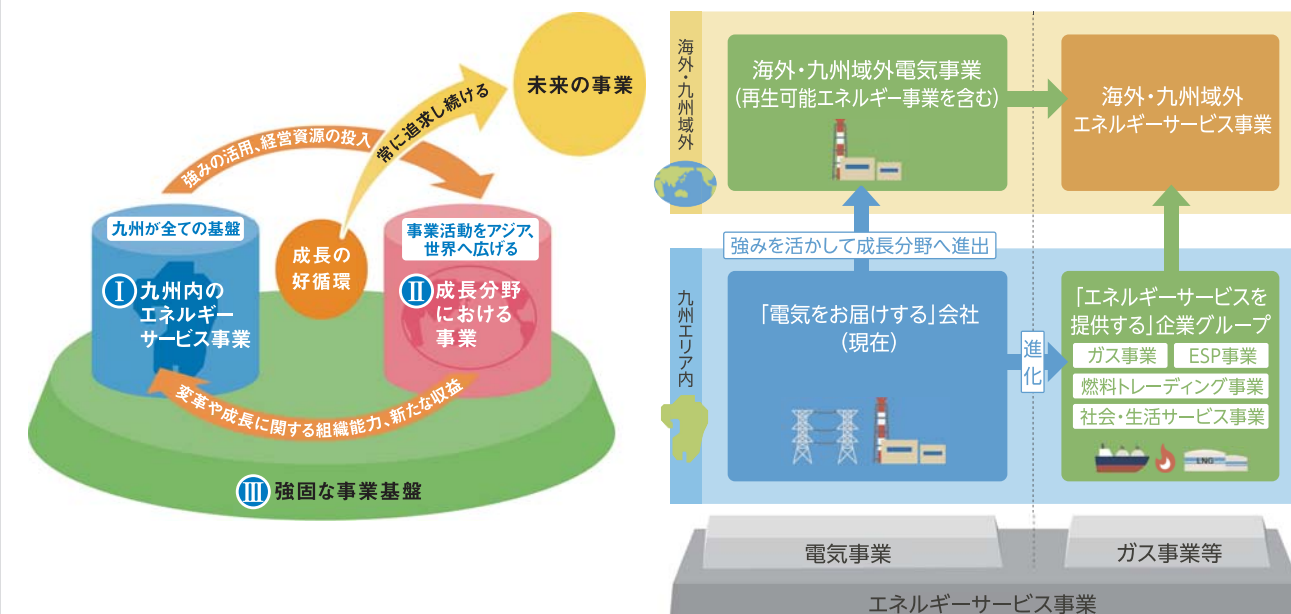 未来の事業
常に追求し続ける
強みの活用、経営資源の投入
九州が全ての基盤
Ⅰ 九州内の
エネルギー
サービス事業
成長の
好循環
事業活動をアジア、
世界へ広げる
Ⅱ 成長分野
における
事業
変革や成長に関する組織能力、新たな収益
Ⅲ 強固な事業基盤
海外・九州域外
海外・九州域外電気事業
(再生可能エネルギー事業を含む)
海外・九州域外
エネルギーサービス事業
強みを活かして成長分野へ進出
九州エリア内
「電気をお届けする」会社
(現在)
進化
「エネルギーサービスを
提供する」企業グループ
ガス事業 ESP事業
燃料トレーディング事業
社会・生活サービス事業
LNG
電気事業
ガス事業等
エネルギーサービス事業